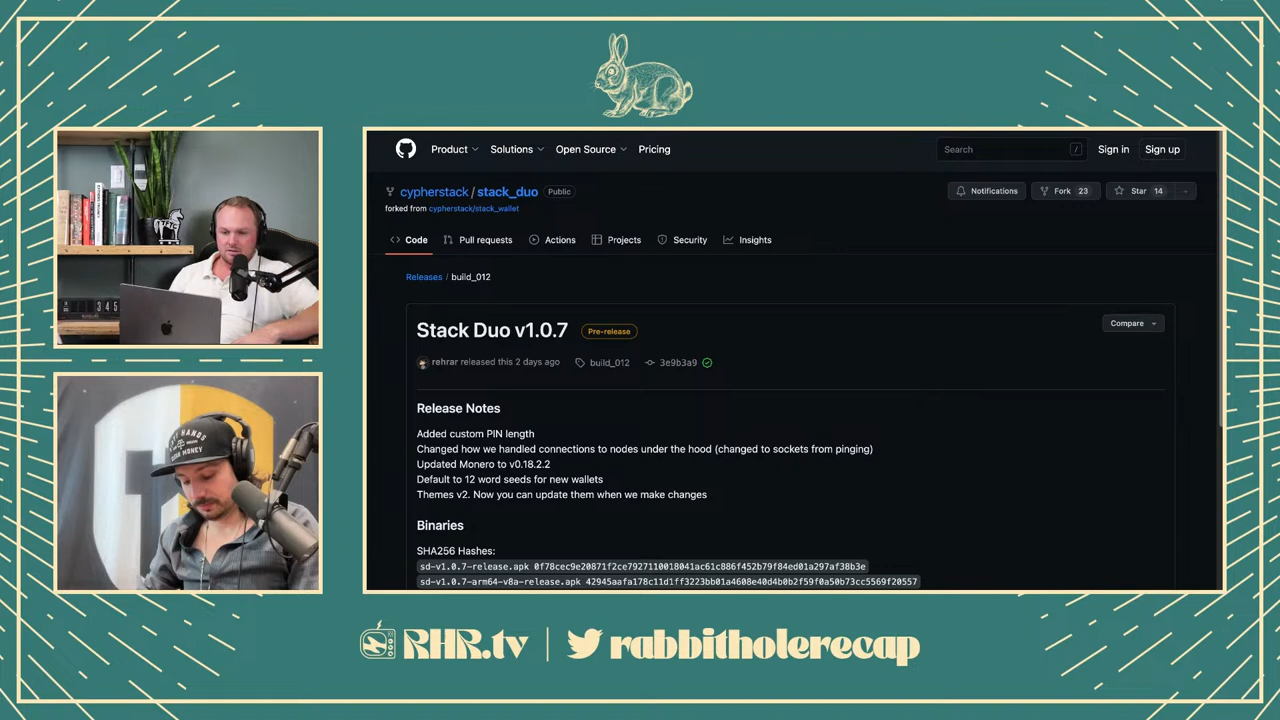 Product
Solutions
Open Source
Pricing
Search
/
Sign in
Sign up
cypherstack / stack_duo
Public
forked from cypherstack/stack_wallet
Notifications
Fork 23
Star 14
Code
Pull requests
Actions
Projects
Security
Insights
Releases / build_012
Stack Duo v1.0.7
Pre-release
Compare
rehrar released this 2 days ago
build_012
3e9b3a9
Release Notes
Added custom PIN length
Changed how we handled connections to nodes under the hood (changed to sockets from pinging)
Updated Monero to v0.18.2.2
Default to 12 word seeds for new wallets
Themes v2. Now you can update them when we make changes
Binaries
SHA256 Hashes:
sd-v1.0.7-release.apk 0f78cec9e20871f2ce7927110018041ac61c886f452b79f84ed01a297af38b3e
sd-v1.0.7-arm64-v8a-release.apk 42945aafa178c11d1ff3223bb01a4608e40d4b0b2f59f0a50b73cc5569f20557
3 4 5
HANDS
MONEY
RHR.tv | rabbitholerecap